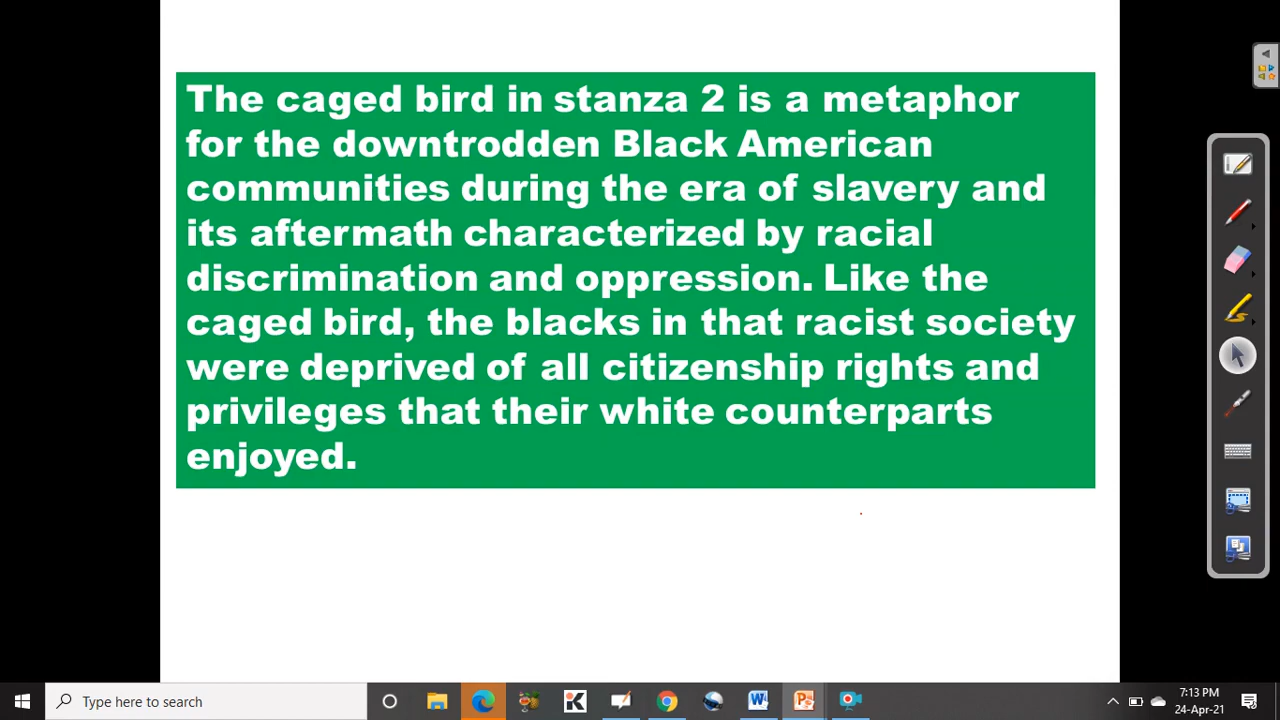 The caged bird in stanza 2 is a metaphor
for the downtrodden Black American
communities during the era of slavery and
its aftermath characterized by racial
discrimination and oppression. Like the
caged bird, the blacks in that racist society
were deprived of all citizenship rights and
privileges that their white counterparts
enjoyed.
Type here to search
7:13 PM
24-Apr-21